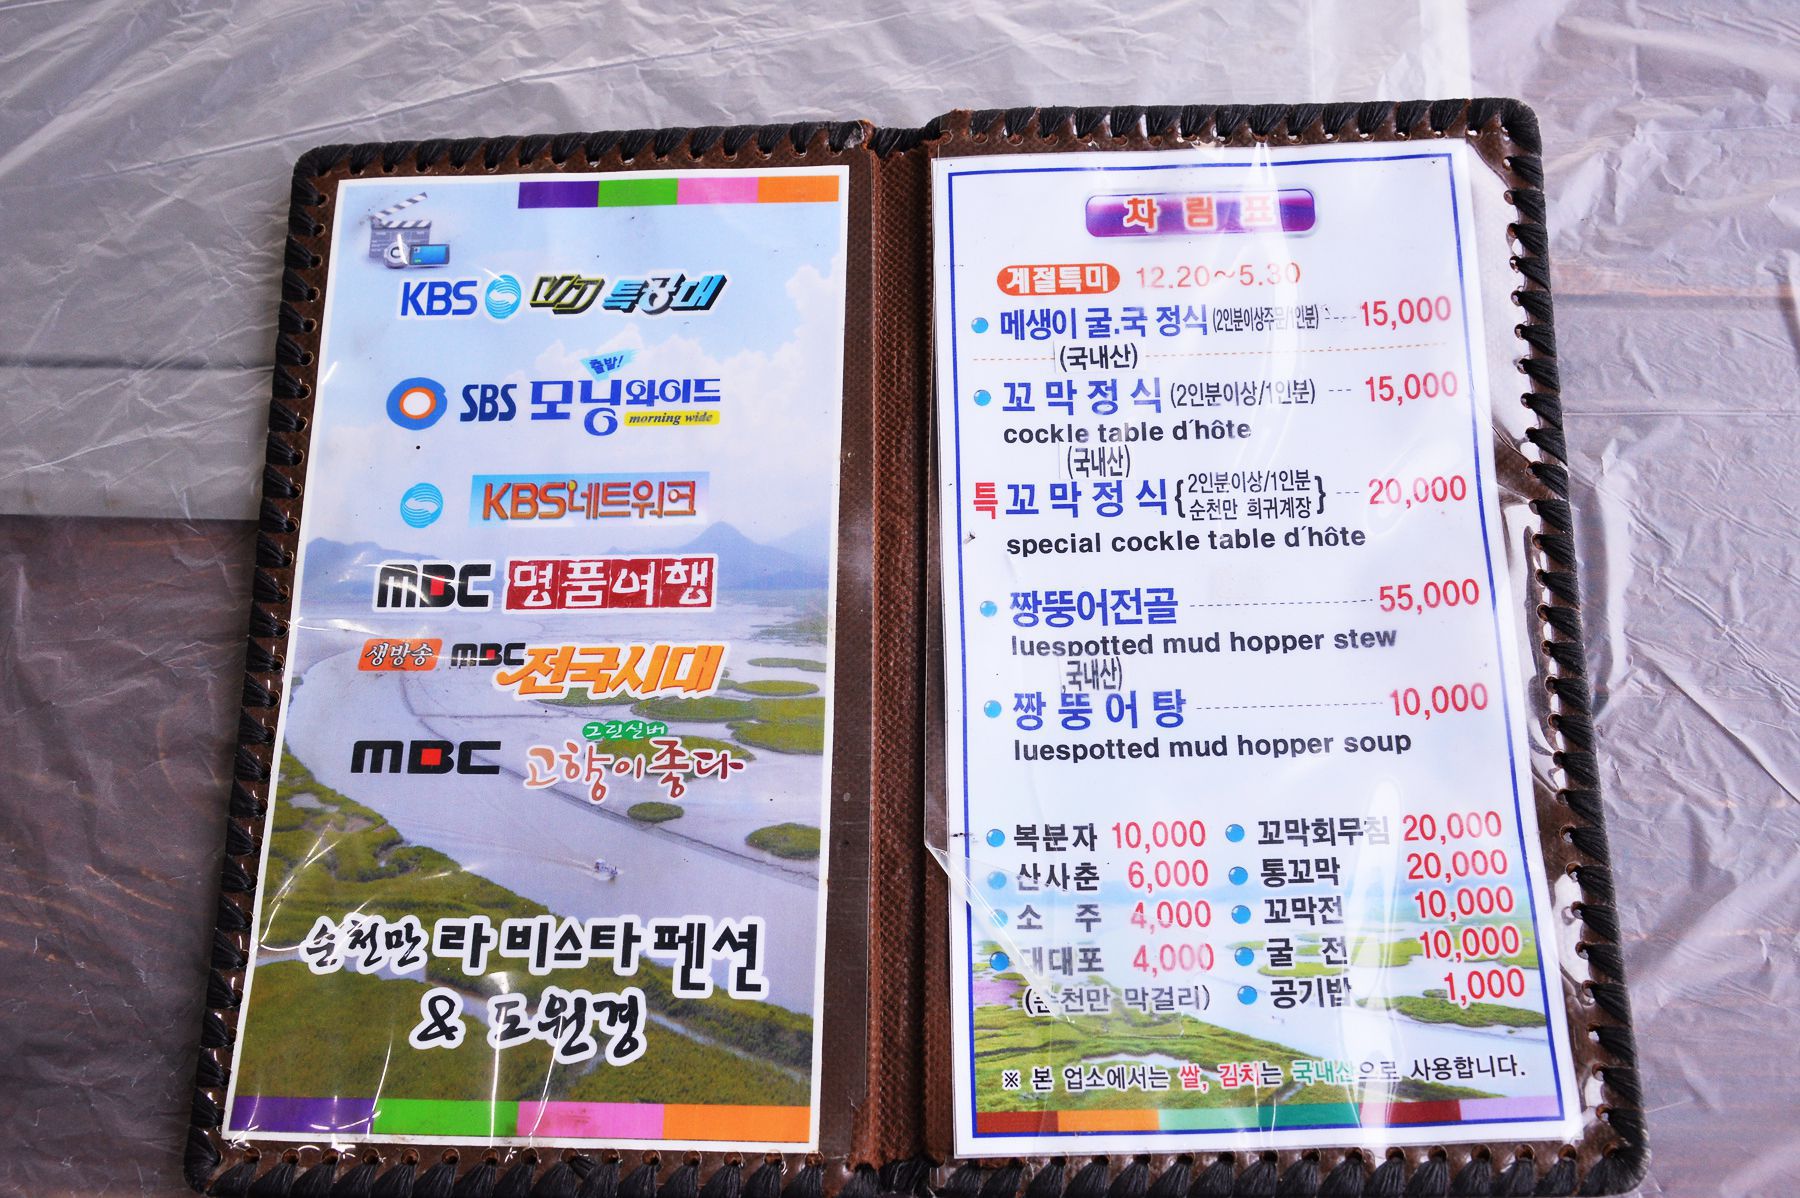 KBS VJ 특공대
출발!
SBS 모닝와이드
morning wide
KBS네트워크
MBC 명품여행
생방송 MBC 전국시대
그린실버
MBC 고향이좋다
순천만 라비스타 펜션
& 도원경
차림표
계절특미 12.20~5.30
메생이 굴.국 정식(2인분이상주문/1인분) 15,000
(국내산)
꼬막정식(2인분이상/1인분) --- 15,000
cockle table d'hôte
(국내산)
특 꼬막정식{2인분이상/1인분 순천만 희귀계장} --- 20,000
special cockle table d'hôte
짱뚱어전골 55,000
luespotted mud hopper stew
국내산)
짱뚱어탕 10,000
luespotted mud hopper soup
복분자 10,000
산사춘 6,000
소주 4,000
대대포 4,000
(순천만 막걸리)
꼬막회무침 20,000
통꼬막 20,000
꼬막전 10,000
굴전 10,000
공기밥 1,000
※ 본 업소에서는 쌀, 김치는 국내산으로 사용합니다.